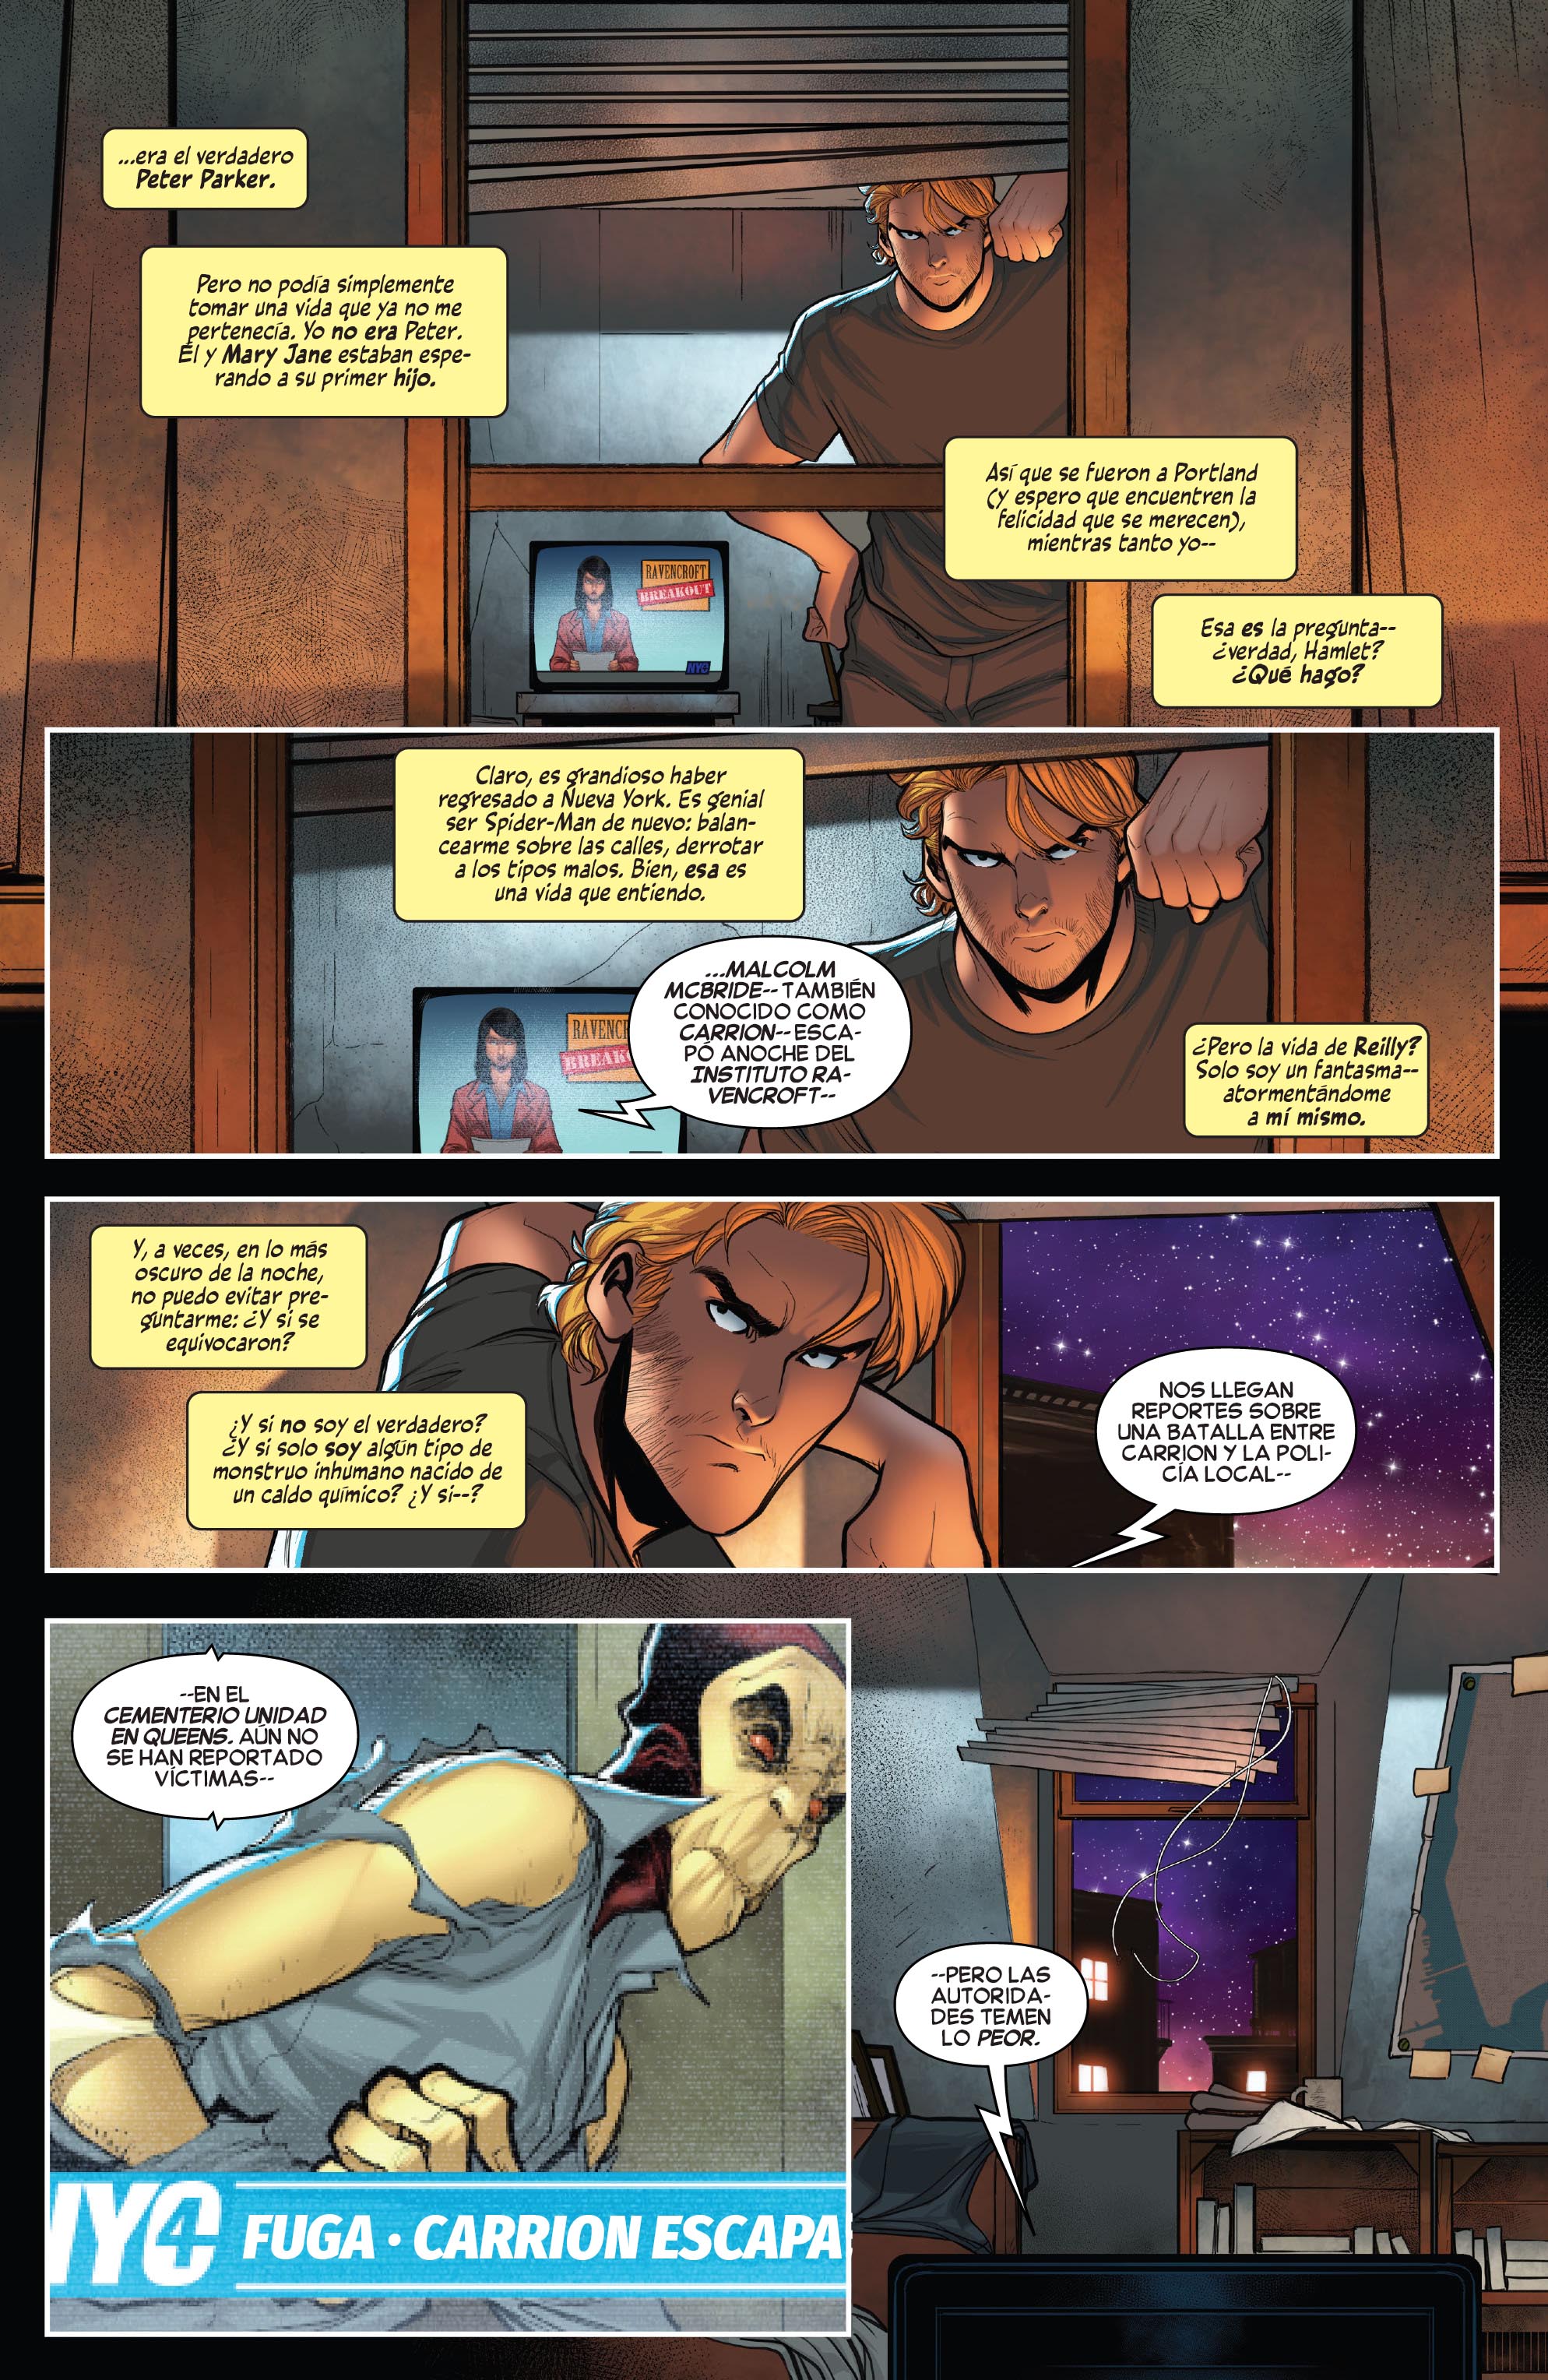 ...era el verdadero
Peter Parker.
Pero no podía simplemente
tomar una vida que ya no me
pertenecía. Yo no era Peter.
Él y Mary Jane estaban espe-
rando a su primer hijo.
Así que se fueron a Portland
(y espero que encuentren la
felicidad que se merecen),
mientras tanto yo--
RAVENCROFT
BREAKOUT
NYC
Esa es la pregunta--
¿verdad, Hamlet?
¿Qué hago?
Claro, es grandioso haber
regresado a Nueva York. Es genial
ser Spider-Man de nuevo: balan-
cearme sobre las calles, derrotar
a los tipos malos. Bien, esa es
una vida que entiendo.
...MALCOLM
MCBRIDE-- TAMBIÉN
CONOCIDO COMO
CARRION-- ESCA-
PÓ ANOCHE DEL
INSTITUTO RA-
VENCROFT--
RAVENC
BREAK
¿Pero la vida de Reilly?
Solo soy un fantasma--
atormentándome
a mí mismo.
Y, a veces, en lo más
oscuro de la noche,
no puedo evitar pre-
guntarme: ¿Y si se
equivocaron?
¿Y si no soy el verdadero?
¿Y si solo soy algún tipo de
monstruo inhumano nacido de
un caldo químico? ¿Y si--?
NOS LLEGAN
REPORTES SOBRE
UNA BATALLA ENTRE
CARRION Y LA POLI-
CÍA LOCAL--
--EN EL
CEMENTERIO UNIDAD
EN QUEENS. AÚN NO
SE HAN REPORTADO
VÍCTIMAS--
--PERO LAS
AUTORIDA-
DES TEMEN
LO PEOR.
NYC 4
FUGA · CARRION ESCAPA